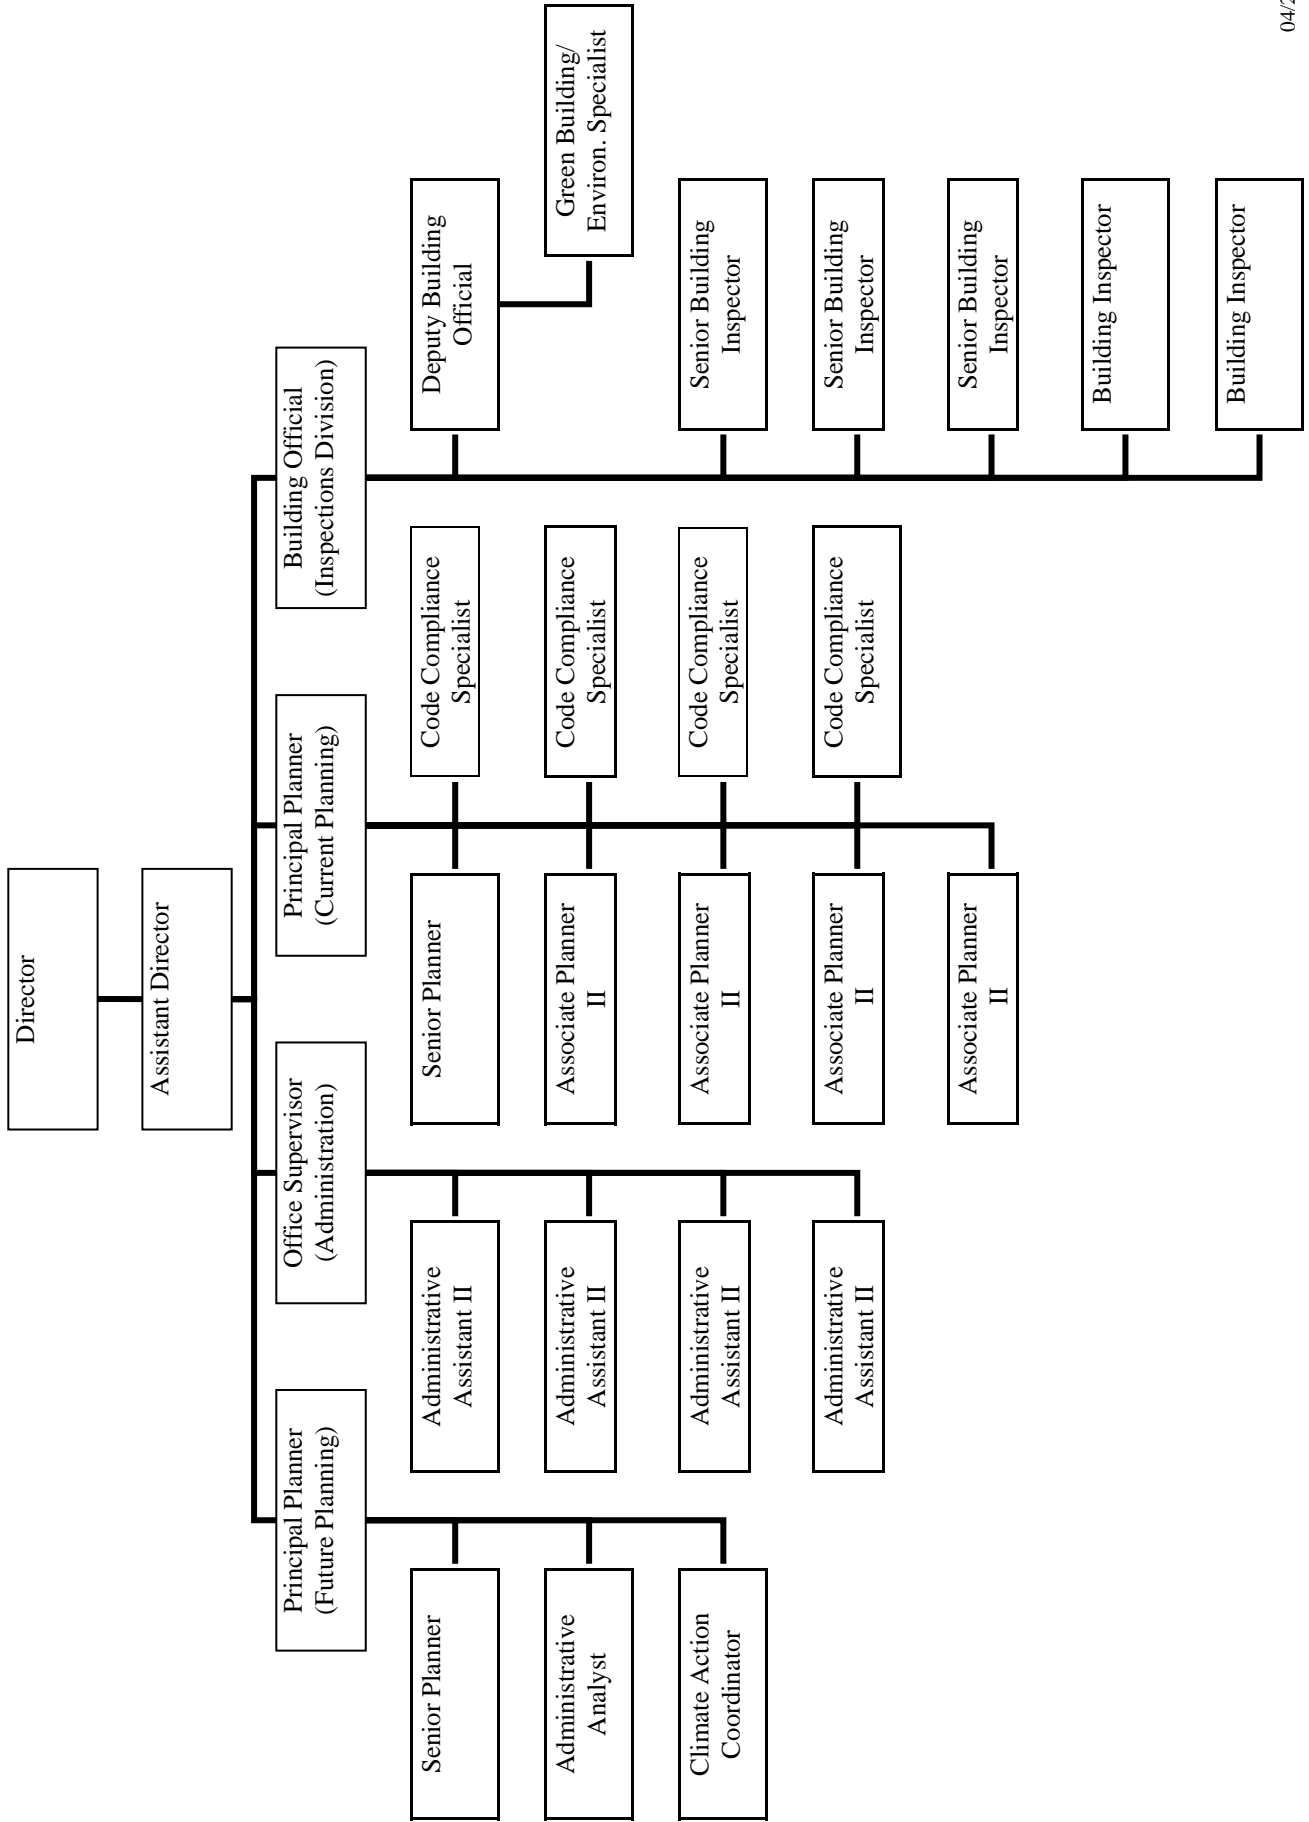 Director
Assistant Director
Principal Planner
(Future Planning)
Office Supervisor
(Administration)
Principal Planner
(Current Planning)
Building Official
(Inspections Division)
Senior Planner
Administrative
Analyst
Climate Action
Coordinator
Administrative
Assistant II
Administrative
Assistant II
Administrative
Assistant II
Administrative
Assistant II
Senior Planner
Associate Planner
II
Associate Planner
II
Associate Planner
II
Associate Planner
II
Code Compliance
Specialist
Code Compliance
Specialist
Code Compliance
Specialist
Code Compliance
Specialist
Deputy Building
Official
Green Building/
Environ. Specialist
Senior Building
Inspector
Senior Building
Inspector
Senior Building
Inspector
Building Inspector
Building Inspector